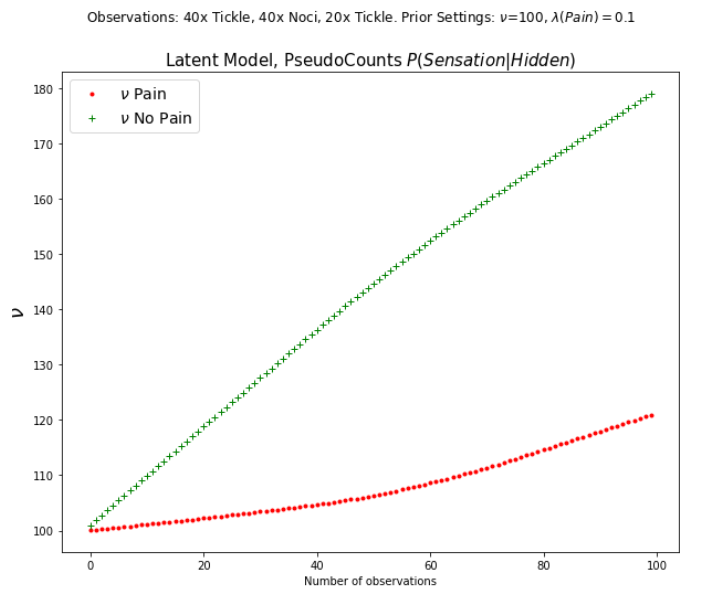 Observations: 40x Tickle, 40x Noci, 20x Tickle. Prior Settings: ν=100, λ(Pain) = 0.1
Latent Model, PseudoCounts P(Sensation|Hidden)
ν Pain
ν No Pain
180
170
160
150
140
130
120
110
100
ν
0 20 40 60 80 100
Number of observations